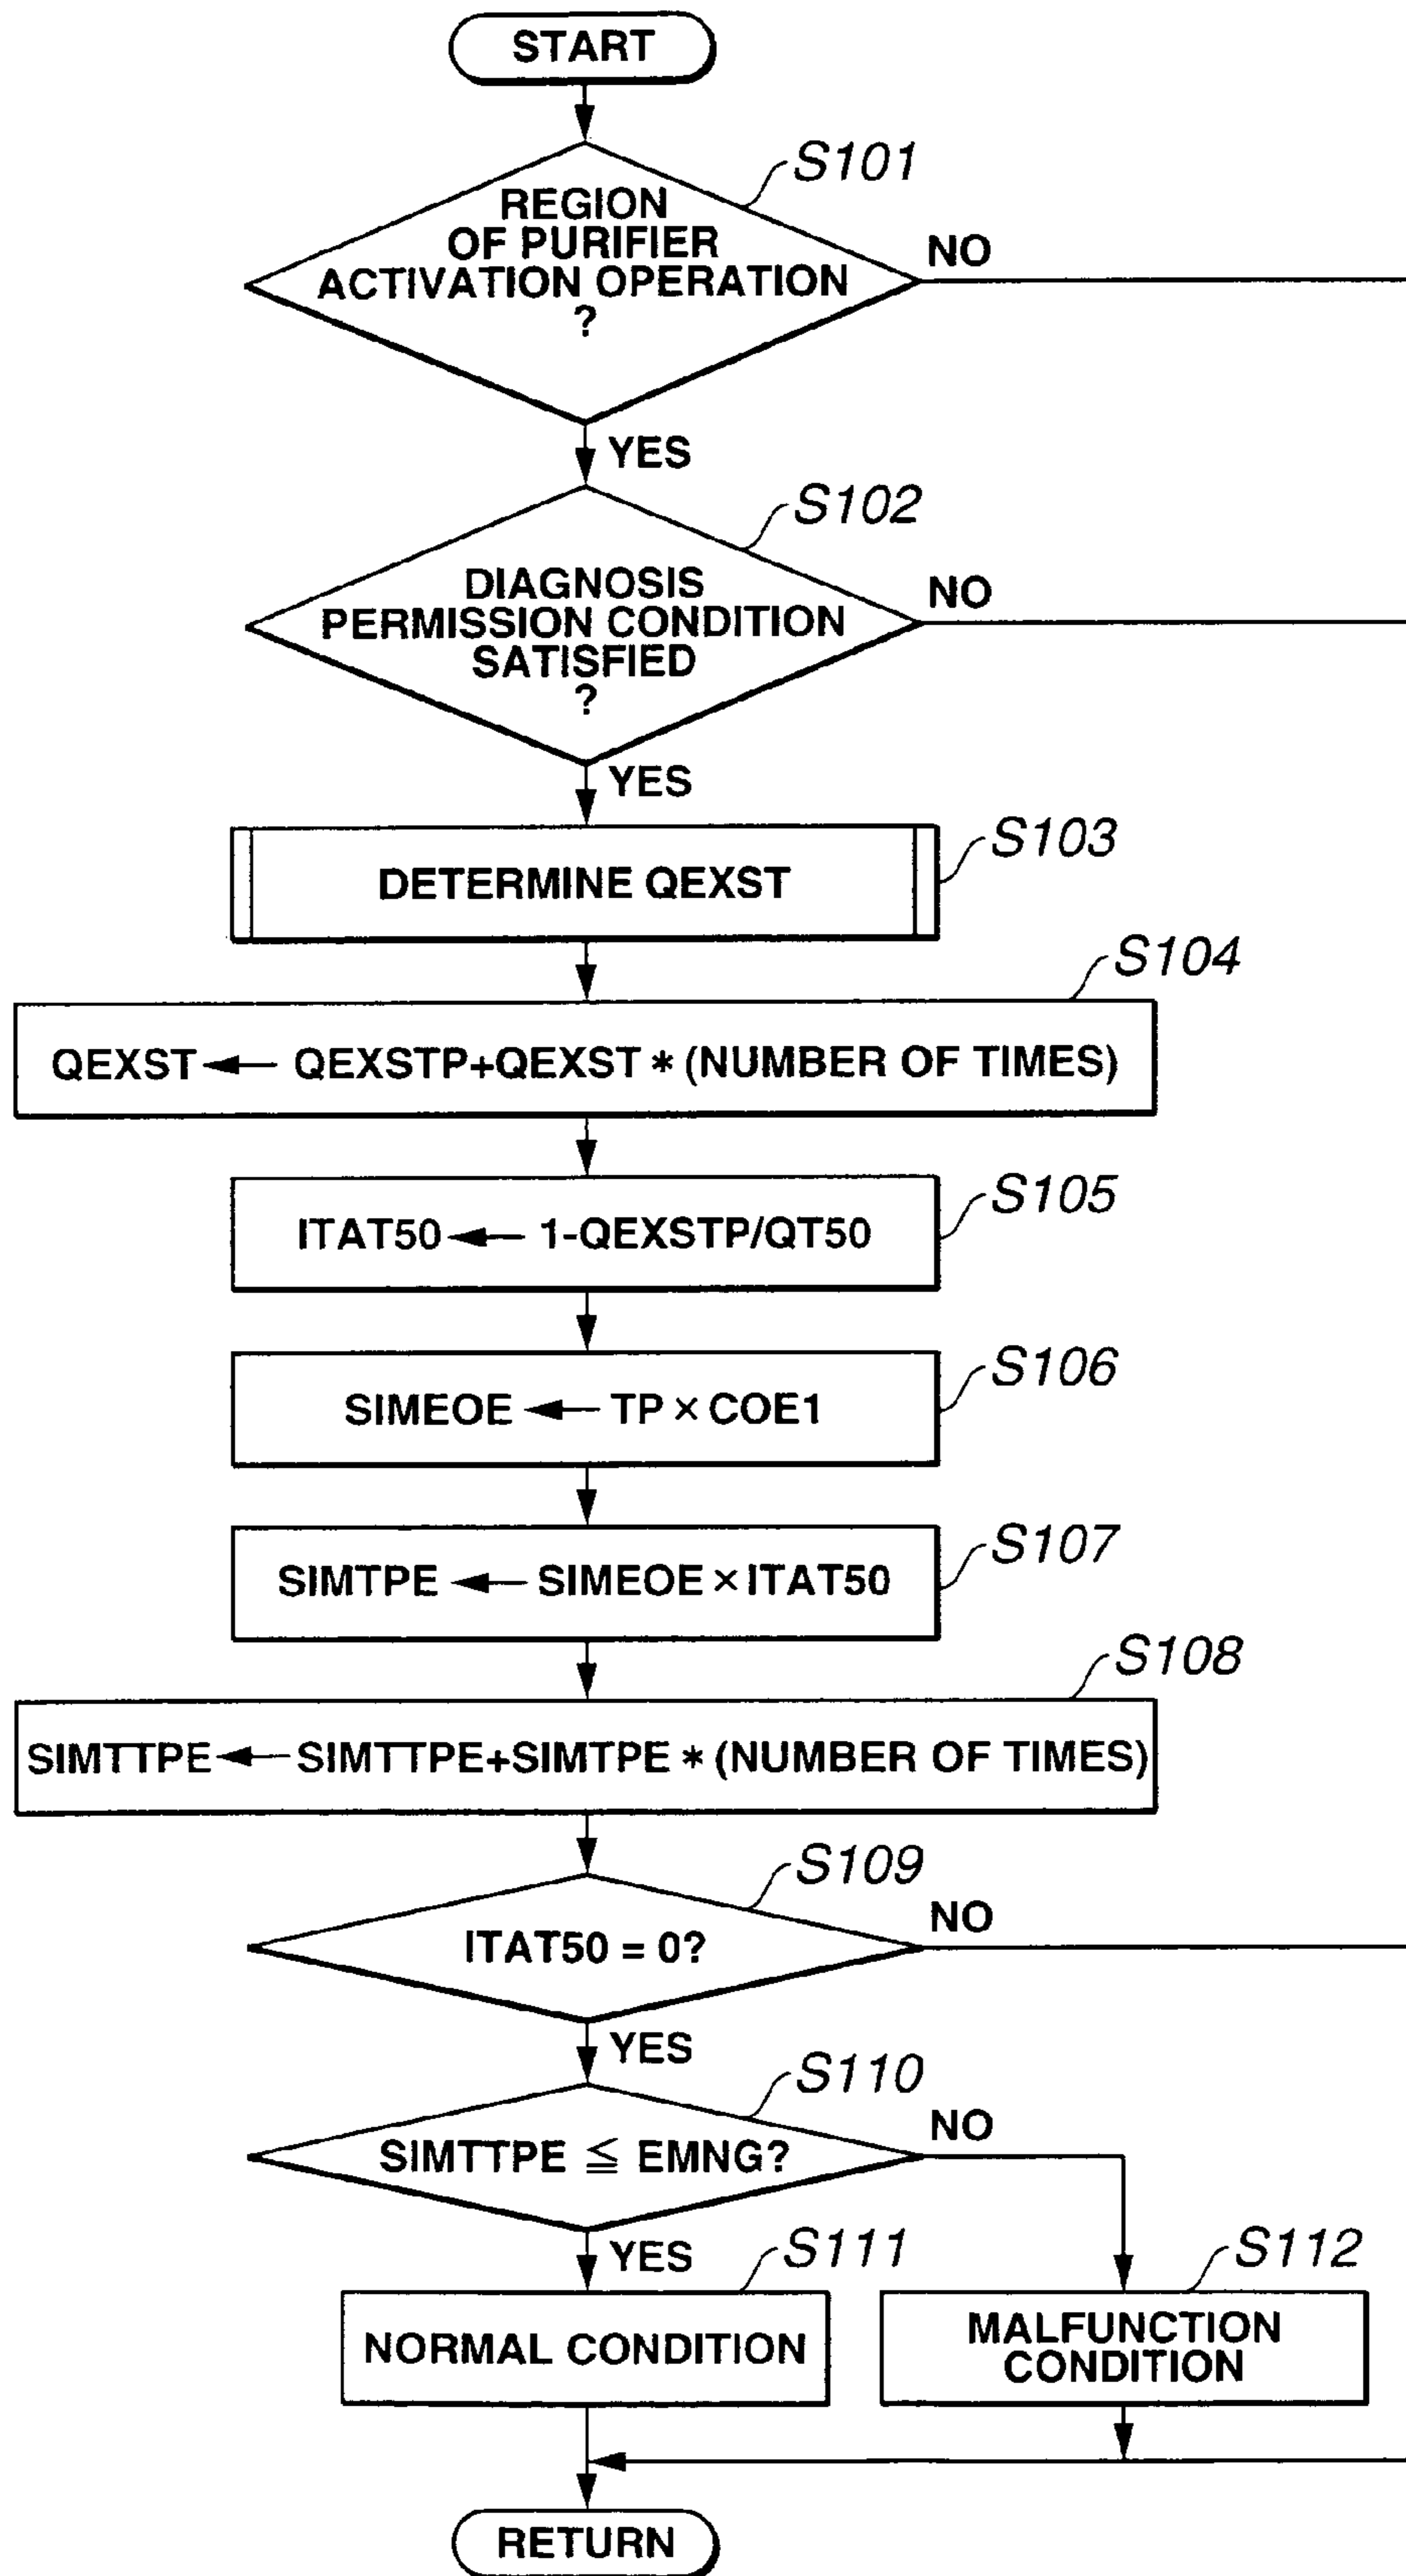 START
S101
REGION
OF PURIFIER
ACTIVATION OPERATION
?
NO
YES
S102
DIAGNOSIS
PERMISSION CONDITION
SATISFIED
?
NO
YES
S103
DETERMINE QEXST
S104
QEXST ← QEXSTP+QEXST * (NUMBER OF TIMES)
S105
ITAT50 ← 1-QEXSTP/QT50
S106
SIMEOE ← TP × COE1
S107
SIMTPE ← SIMEOE × ITAT50
S108
SIMTTPE ← SIMTTPE+SIMTPE * (NUMBER OF TIMES)
S109
ITAT50 = 0?
NO
YES
S110
SIMTTPE ≦ EMNG?
NO
YES
S111
NORMAL CONDITION
S112
MALFUNCTION
CONDITION
RETURN